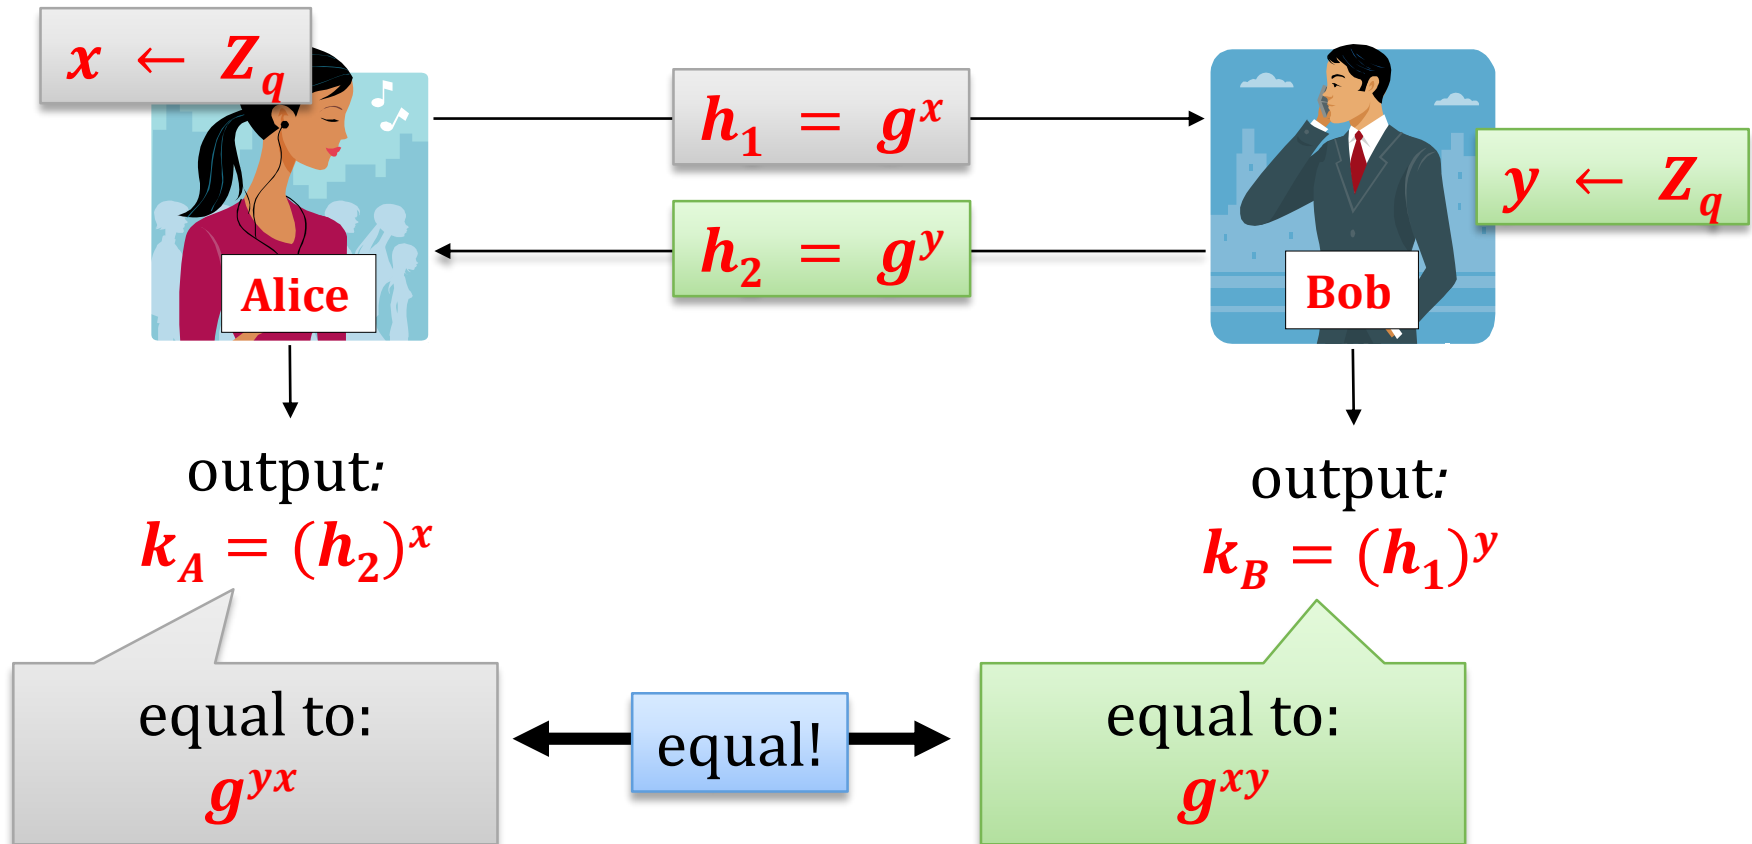 x ← Z_q
h_1 = g^x
y ← Z_q
h_2 = g^y
Alice
Bob
output:
k_A = (h_2)^x
output:
k_B = (h_1)^y
equal to:
g^{yx}
equal!
equal to:
g^{xy}